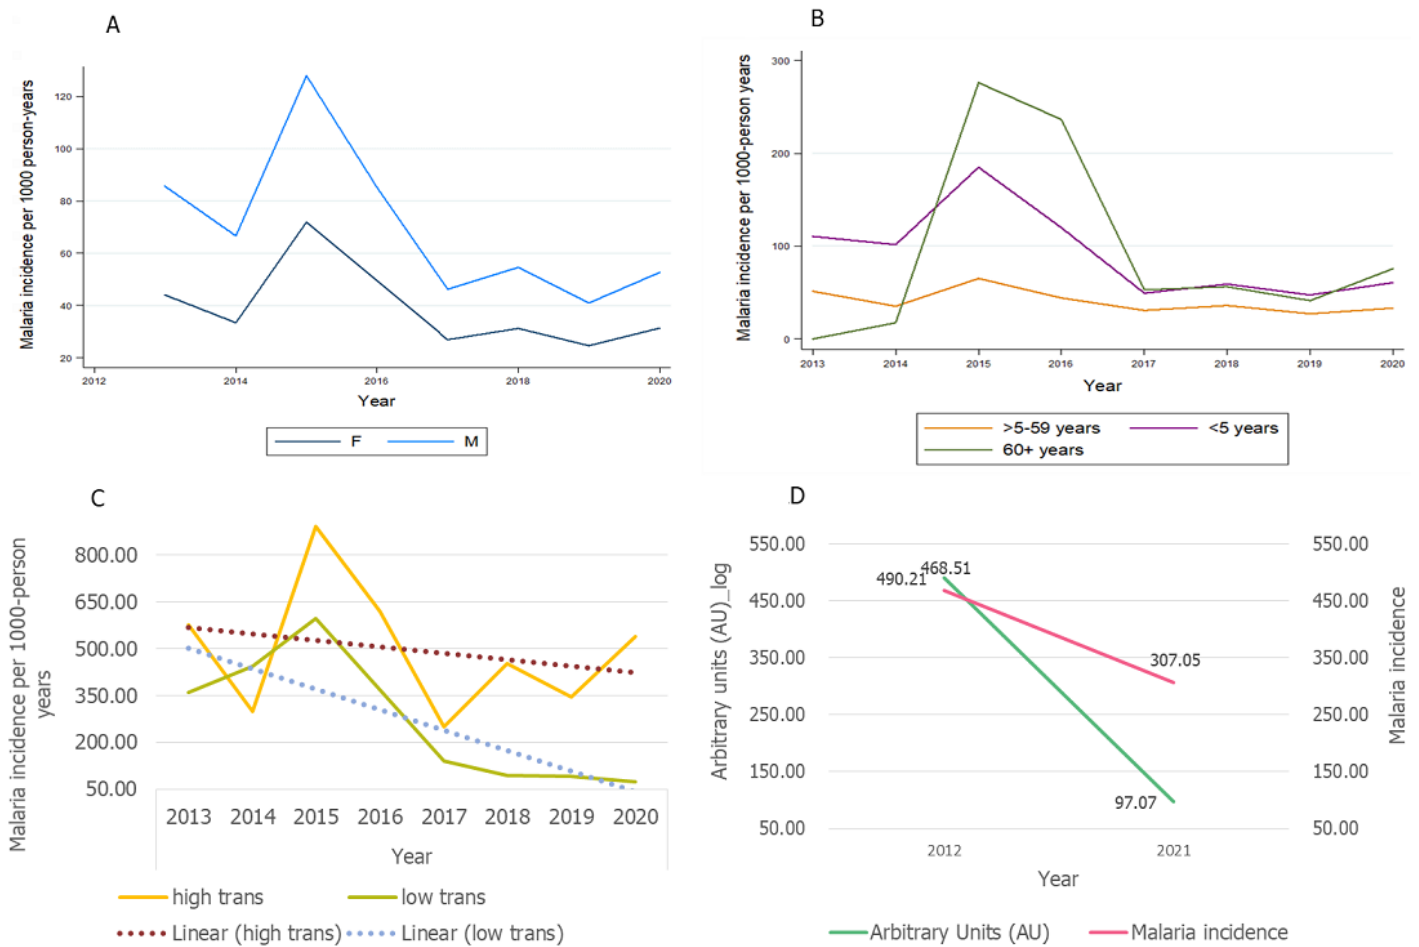 A
Malaria incidence per 1000 person-years
120
100
80
60
40
20
2012
2014
2016
2018
2020
Year
F
M
B
Malaria incidence per 1000-person years
300
200
100
0
2013
2014
2015
2016
2017
2018
2019
2020
Year
>5-59 years
<5 years
60+ years
C
Malaria incidence per 1000-person
years
800.00
650.00
500.00
350.00
200.00
50.00
2013
2014
2015
2016
2017
2018
2019
2020
Year
high trans
low trans
Linear (high trans)
Linear (low trans)
D
Arbitrary units (AU)_log
550.00
450.00
350.00
250.00
150.00
50.00
490.21
468.51
307.05
97.07
550.00
450.00
350.00
250.00
150.00
50.00
Malaria incidence
2012
2021
Year
Arbitrary Units (AU)
Malaria incidence